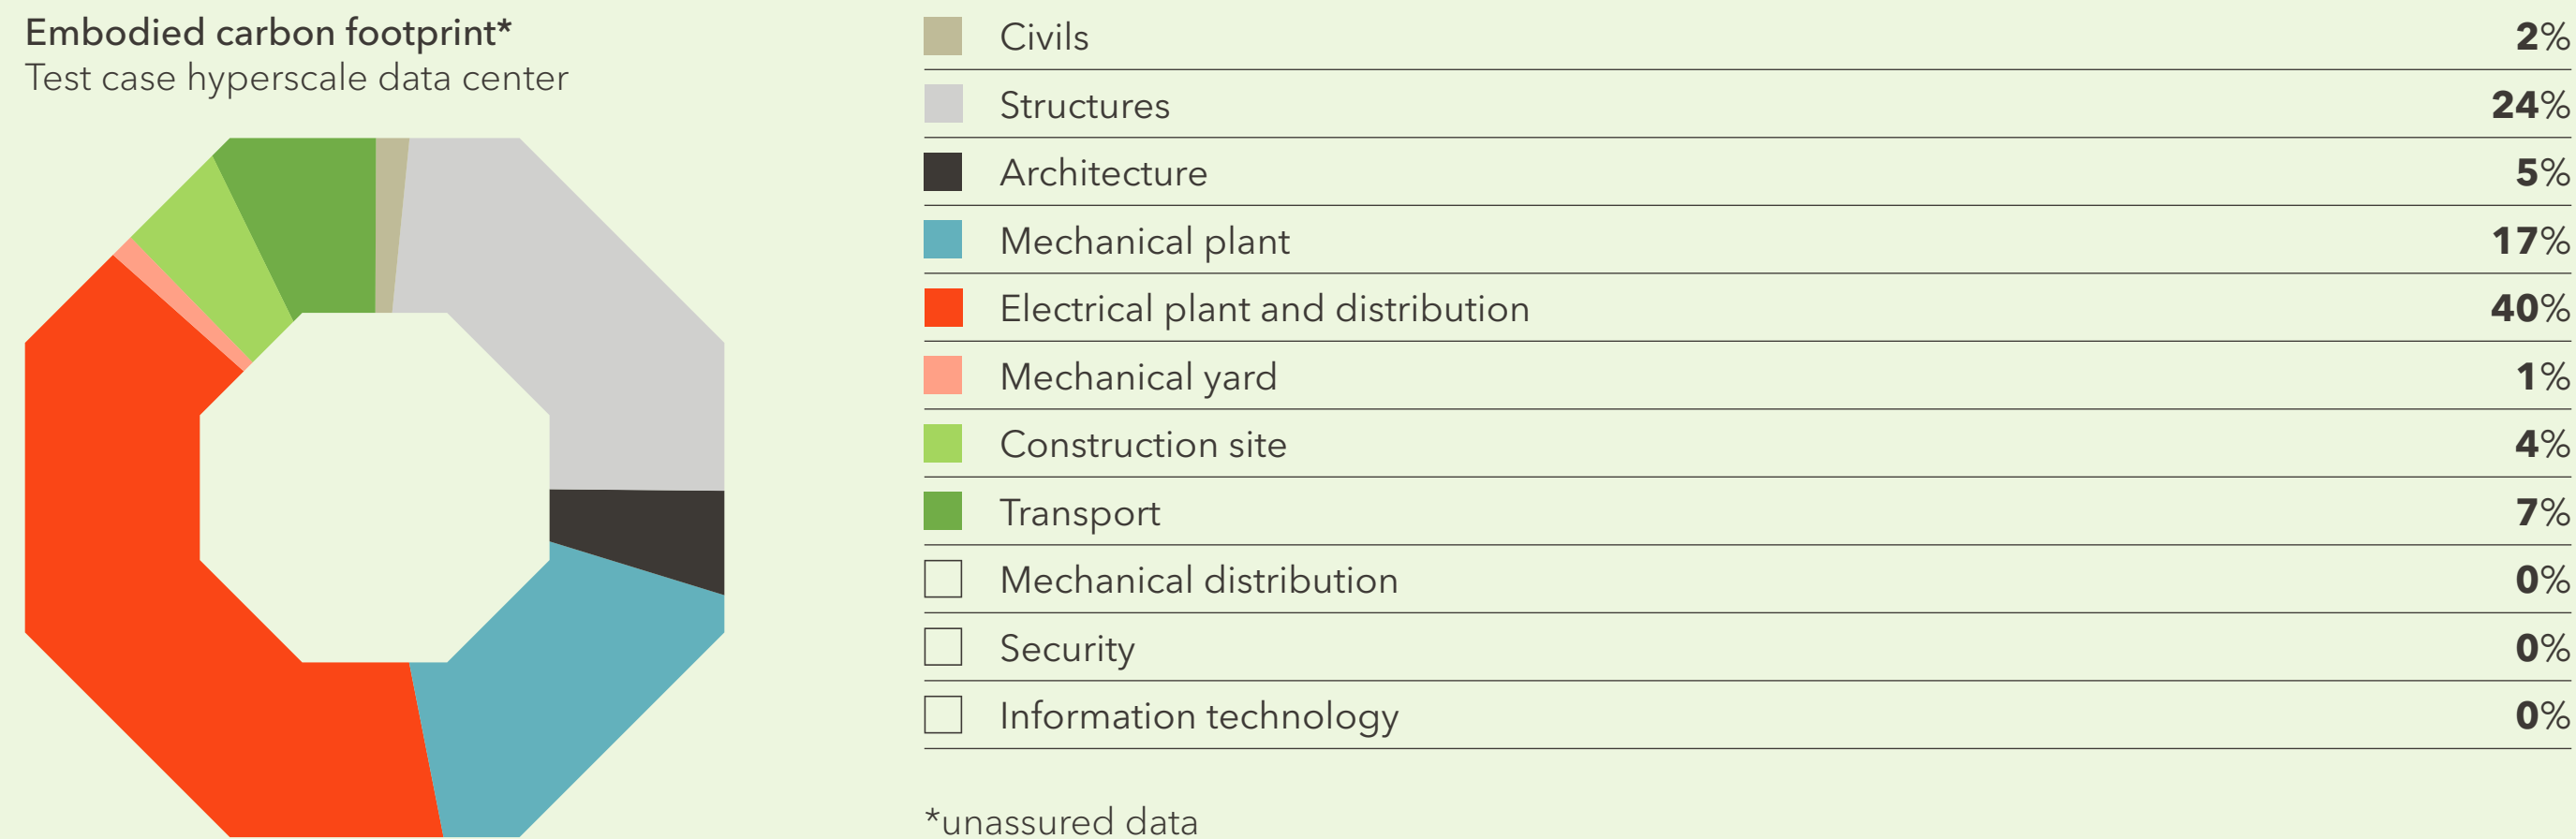 Embodied carbon footprint*
Test case hyperscale data center
Civils 2%
Structures 24%
Architecture 5%
Mechanical plant 17%
Electrical plant and distribution 40%
Mechanical yard 1%
Construction site 4%
Transport 7%
Mechanical distribution 0%
Security 0%
Information technology 0%
*unassured data